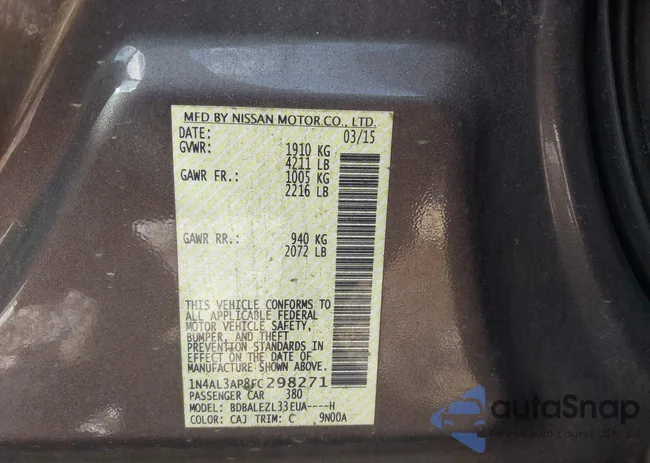 MFD BY NISSAN MOTOR CO., LTD.
DATE: 03/15
GVWR: 1910 KG
4211 LB
GAWR FR.: 1005 KG
2216 LB
GAWR RR.: 940 KG
2072 LB
THIS VEHICLE CONFORMS TO
ALL APPLICABLE FEDERAL
MOTOR VEHICLE SAFETY,
BUMPER, AND THEFT
PREVENTION STANDARDS IN
EFFECT ON THE DATE OF
MANUFACTURE SHOWN ABOVE.
1N4AL3AP8FC298271
PASSENGER CAR 380
MODEL: BDBALEZL33EUA----H
COLOR: CAJ TRIM: C 9N00A
autoSnap